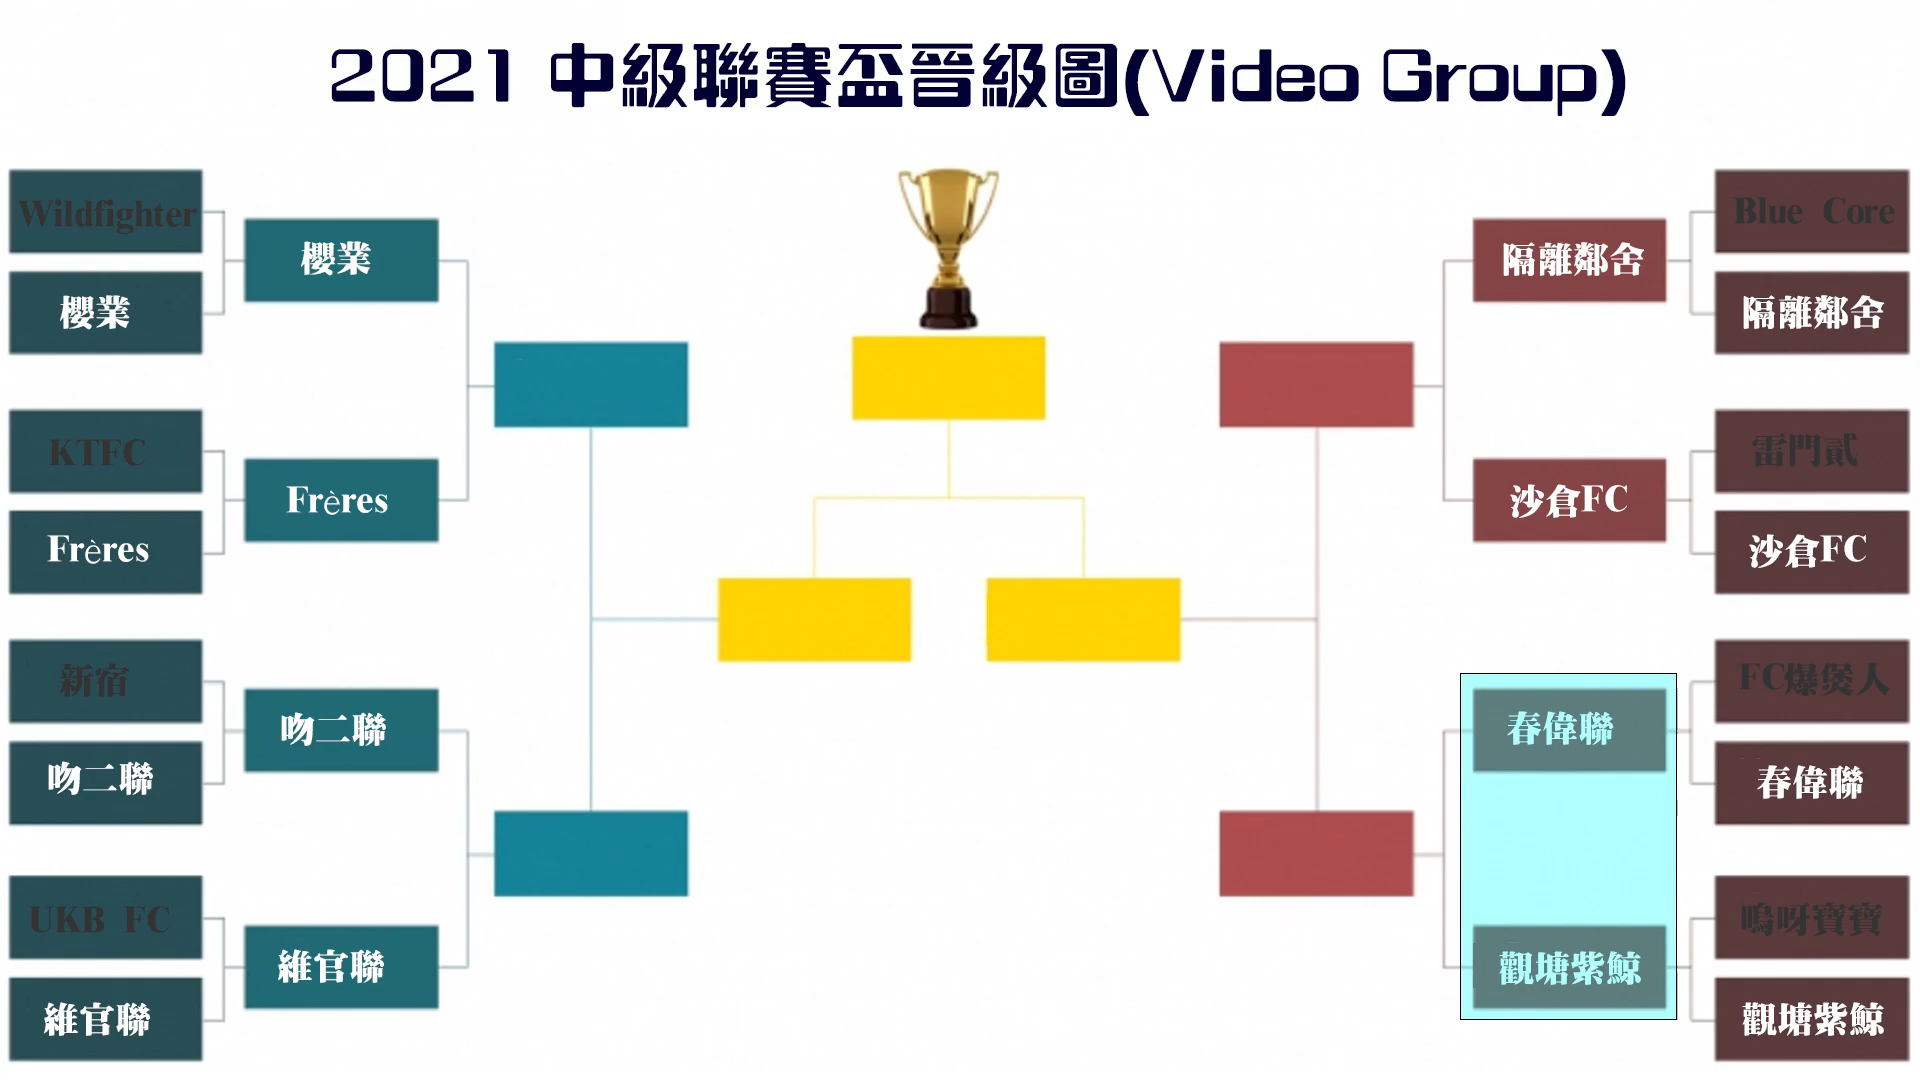 2021 中級聯賽盃晉級圖(Video Group)
Wildfighter
櫻業
櫻業
KTFC
Frères
Frères
新宿
吻二聯
吻二聯
UKB FC
維官聯
維官聯
隔離鄰舍
Blue Core
隔離鄰舍
沙倉FC
雷門貳
沙倉FC
春偉聯
FC爆煲人
春偉聯
觀塘紫鯨
嗚呀寶寶
觀塘紫鯨